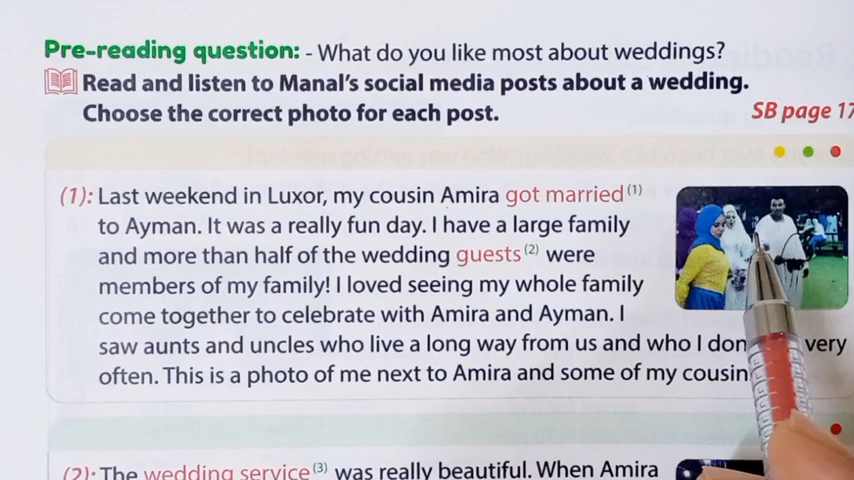 Pre-reading question: - What do you like most about weddings?
Read and listen to Manal's social media posts about a wedding.
Choose the correct photo for each post.
SB page 17
(1): Last weekend in Luxor, my cousin Amira got married (1)
to Ayman. It was a really fun day. I have a large family
and more than half of the wedding guests (2) were
members of my family! I loved seeing my whole family
come together to celebrate with Amira and Ayman. I
saw aunts and uncles who live a long way from us and who I very
often. This is a photo of me next to Amira and some of my
(2): The wedding service (3) was really beautiful. When Amira